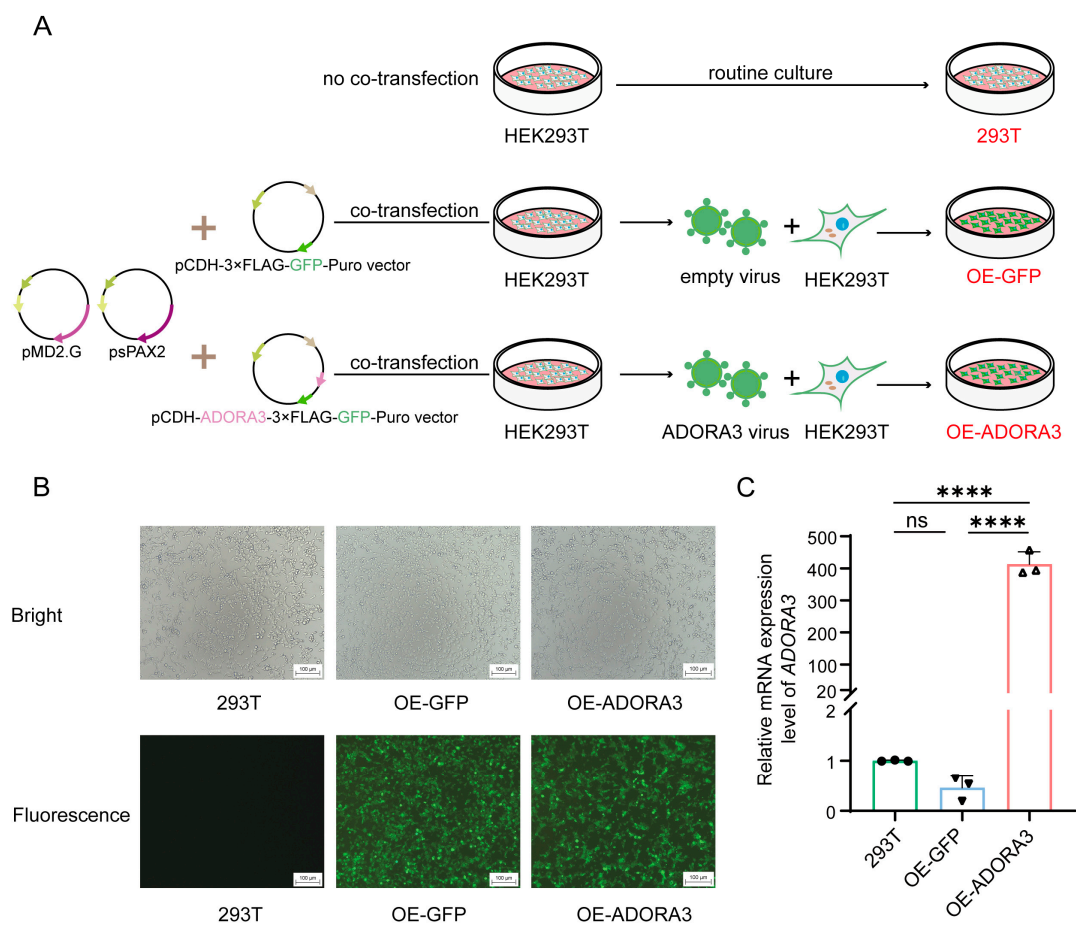 A
no co-transfection
routine culture
HEK293T
293T
co-transfection
pCDH-3×FLAG-GFP-Puro vector
HEK293T
empty virus
HEK293T
OE-GFP
pMD2.G
psPAX2
co-transfection
pCDH-ADORA3-3×FLAG-GFP-Puro vector
HEK293T
ADORA3 virus
HEK293T
OE-ADORA3
B
Bright
100 μm
100 μm
100 μm
293T
OE-GFP
OE-ADORA3
Fluorescence
100 μm
100 μm
100 μm
293T
OE-GFP
OE-ADORA3
C
****
ns
****
Relative mRNA expression
level of ADORA3
500
400
300
200
100
20
2
1
0
293T
OE-GFP
OE-ADORA3